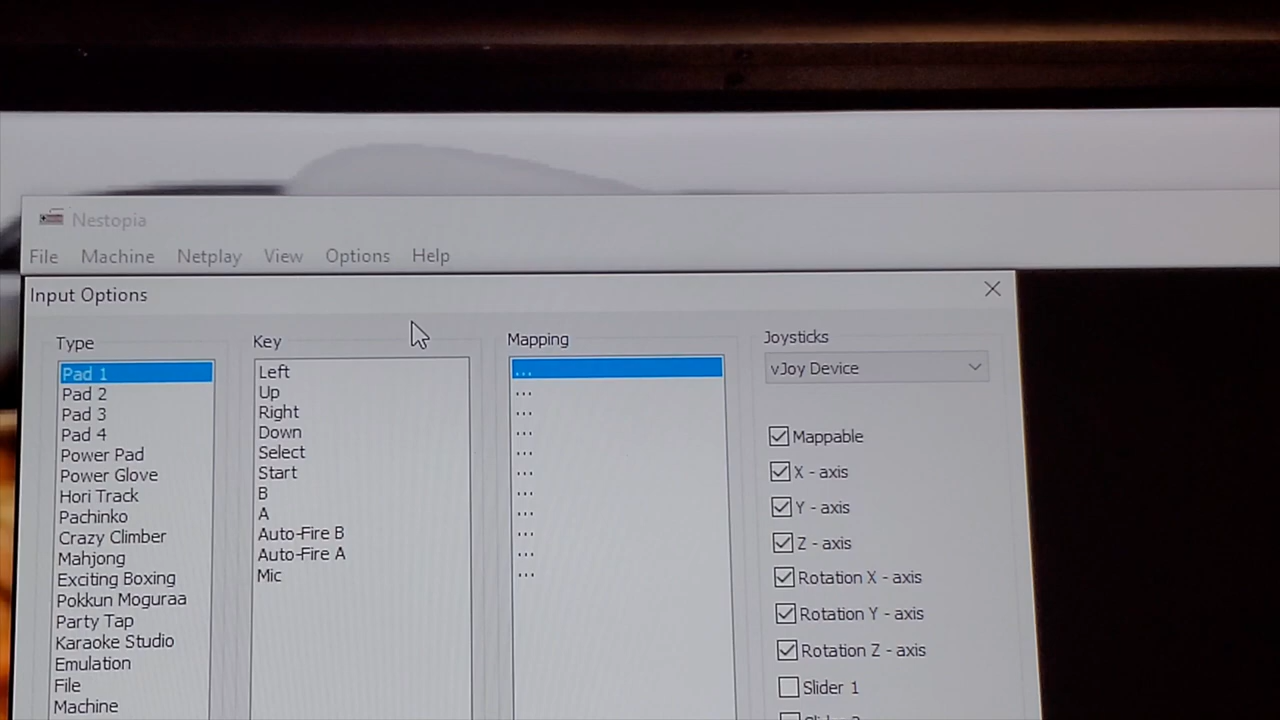 Nestopia
File Machine Netplay View Options Help
Input Options
Type
Pad 1
Pad 2
Pad 3
Pad 4
Power Pad
Power Glove
Hori Track
Pachinko
Crazy Climber
Mahjong
Exciting Boxing
Pokkun Moguraa
Party Tap
Karaoke Studio
Emulation
File
Machine
Key
Left
Up
Right
Down
Select
Start
B
A
Auto-Fire B
Auto-Fire A
Mic
Mapping
...
...
...
...
...
...
...
...
...
...
...
Joysticks
vJoy Device
Mappable
X - axis
Y - axis
Z - axis
Rotation X - axis
Rotation Y - axis
Rotation Z - axis
Slider 1